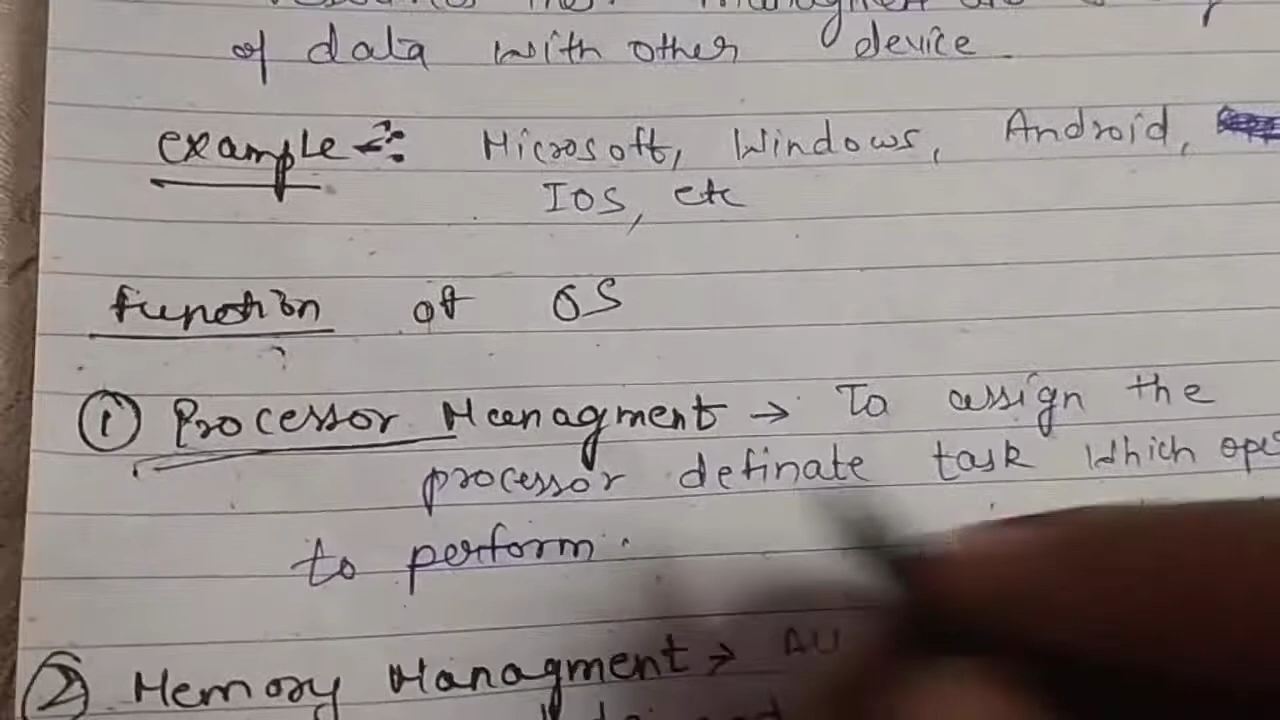 of data with other device
example -: Microsoft, Windows, Android,
IOS, etc
function of OS
① Processor Managment → To assign the
processor definate task which
to perform.
② Memory Managment →